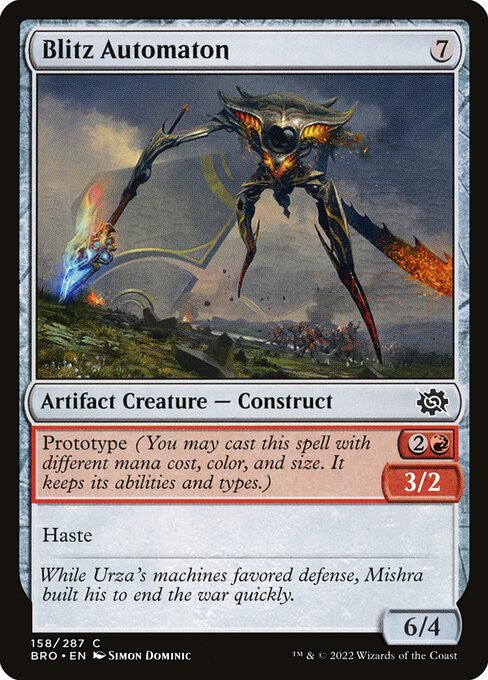 Blitz Automaton 7
Artifact Creature — Construct
Prototype (You may cast this spell with 2
different mana cost, color, and size. It
keeps its abilities and types.) 3/2
Haste
While Urza's machines favored defense, Mishra
built his to end the war quickly.
6/4
158/287 C
BRO • EN Simon Dominic ™ & © 2022 Wizards of the Coast